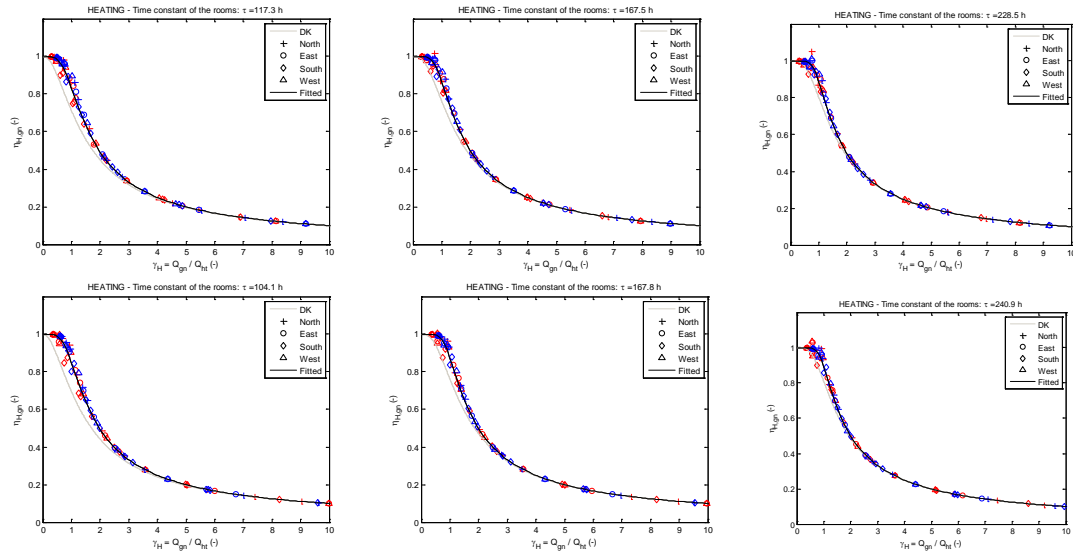 HEATING - Time constant of the rooms: τ =117.3 h
1
0.8
0.6
0.4
0.2
0
η_H,gn (-)
0 1 2 3 4 5 6 7 8 9 10
γ_H = Q_gn / Q_ht (-)
DK
North
East
South
West
Fitted
HEATING - Time constant of the rooms: τ =167.5 h
1
0.8
0.6
0.4
0.2
0
η_H,gn (-)
0 1 2 3 4 5 6 7 8 9 10
γ_H = Q_gn / Q_ht (-)
DK
North
East
South
West
Fitted
HEATING - Time constant of the rooms: τ =228.5 h
1
0.8
0.6
0.4
0.2
0
η_H,gn (-)
0 1 2 3 4 5 6 7 8 9 10
γ_H = Q_gn / Q_ht (-)
DK
North
East
South
West
Fitted
HEATING - Time constant of the rooms: τ =104.1 h
1
0.8
0.6
0.4
0.2
0
η_H,gn (-)
0 1 2 3 4 5 6 7 8 9 10
γ_H = Q_gn / Q_ht (-)
DK
North
East
South
West
Fitted
HEATING - Time constant of the rooms: τ =167.8 h
1
0.8
0.6
0.4
0.2
0
η_H,gn (-)
0 1 2 3 4 5 6 7 8 9 10
γ_H = Q_gn / Q_ht (-)
DK
North
East
South
West
Fitted
HEATING - Time constant of the rooms: τ =240.9 h
1
0.8
0.6
0.4
0.2
0
η_H,gn (-)
0 1 2 3 4 5 6 7 8 9 10
γ_H = Q_gn / Q_ht (-)
DK
North
East
South
West
Fitted